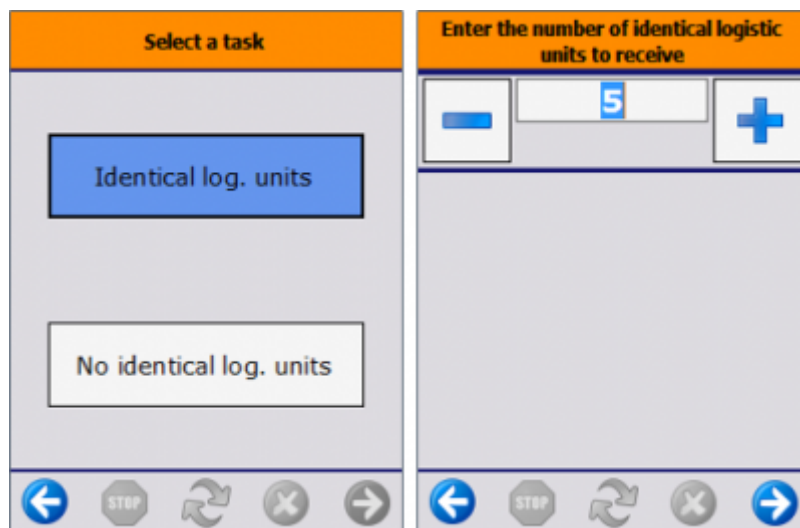 Select a task
Identical log. units
No identical log. units
STOP
Enter the number of identical logistic
units to receive
5
STOP